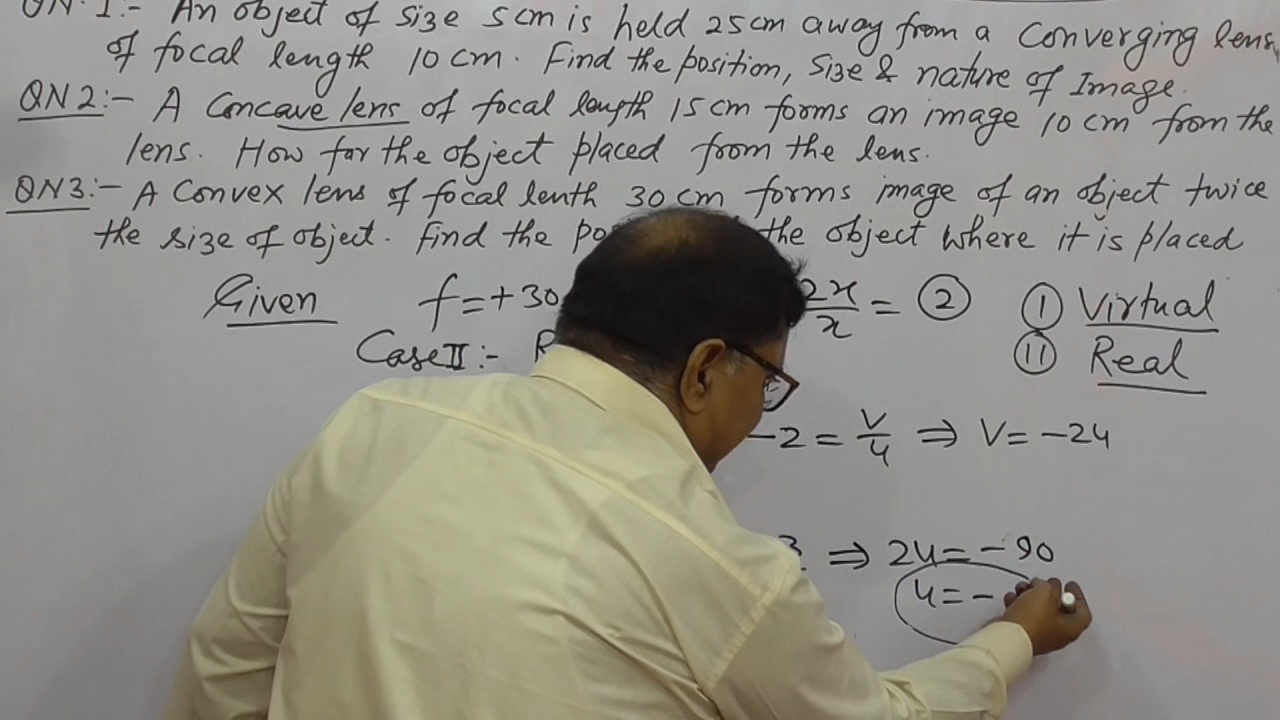 QN. 1:- An object of size 5cm is held 25cm away from a Converging lens,
of focal length 10 cm. Find the position, Size & nature of Image.
QN2:- A Concave lens of focal length 15cm forms an image 10 cm from the
lens. How far the object placed from the lens.
QN3:- A Convex lens of focal lenth 30 cm forms image of an object twice
the size of object. Find the the object where it is placed
Given f=+30 2x/x = 2 (I) Virtual
Case II:- (II) Real
-2 = v/u ⇒ v = -2u
⇒ 2u = -90
u = -